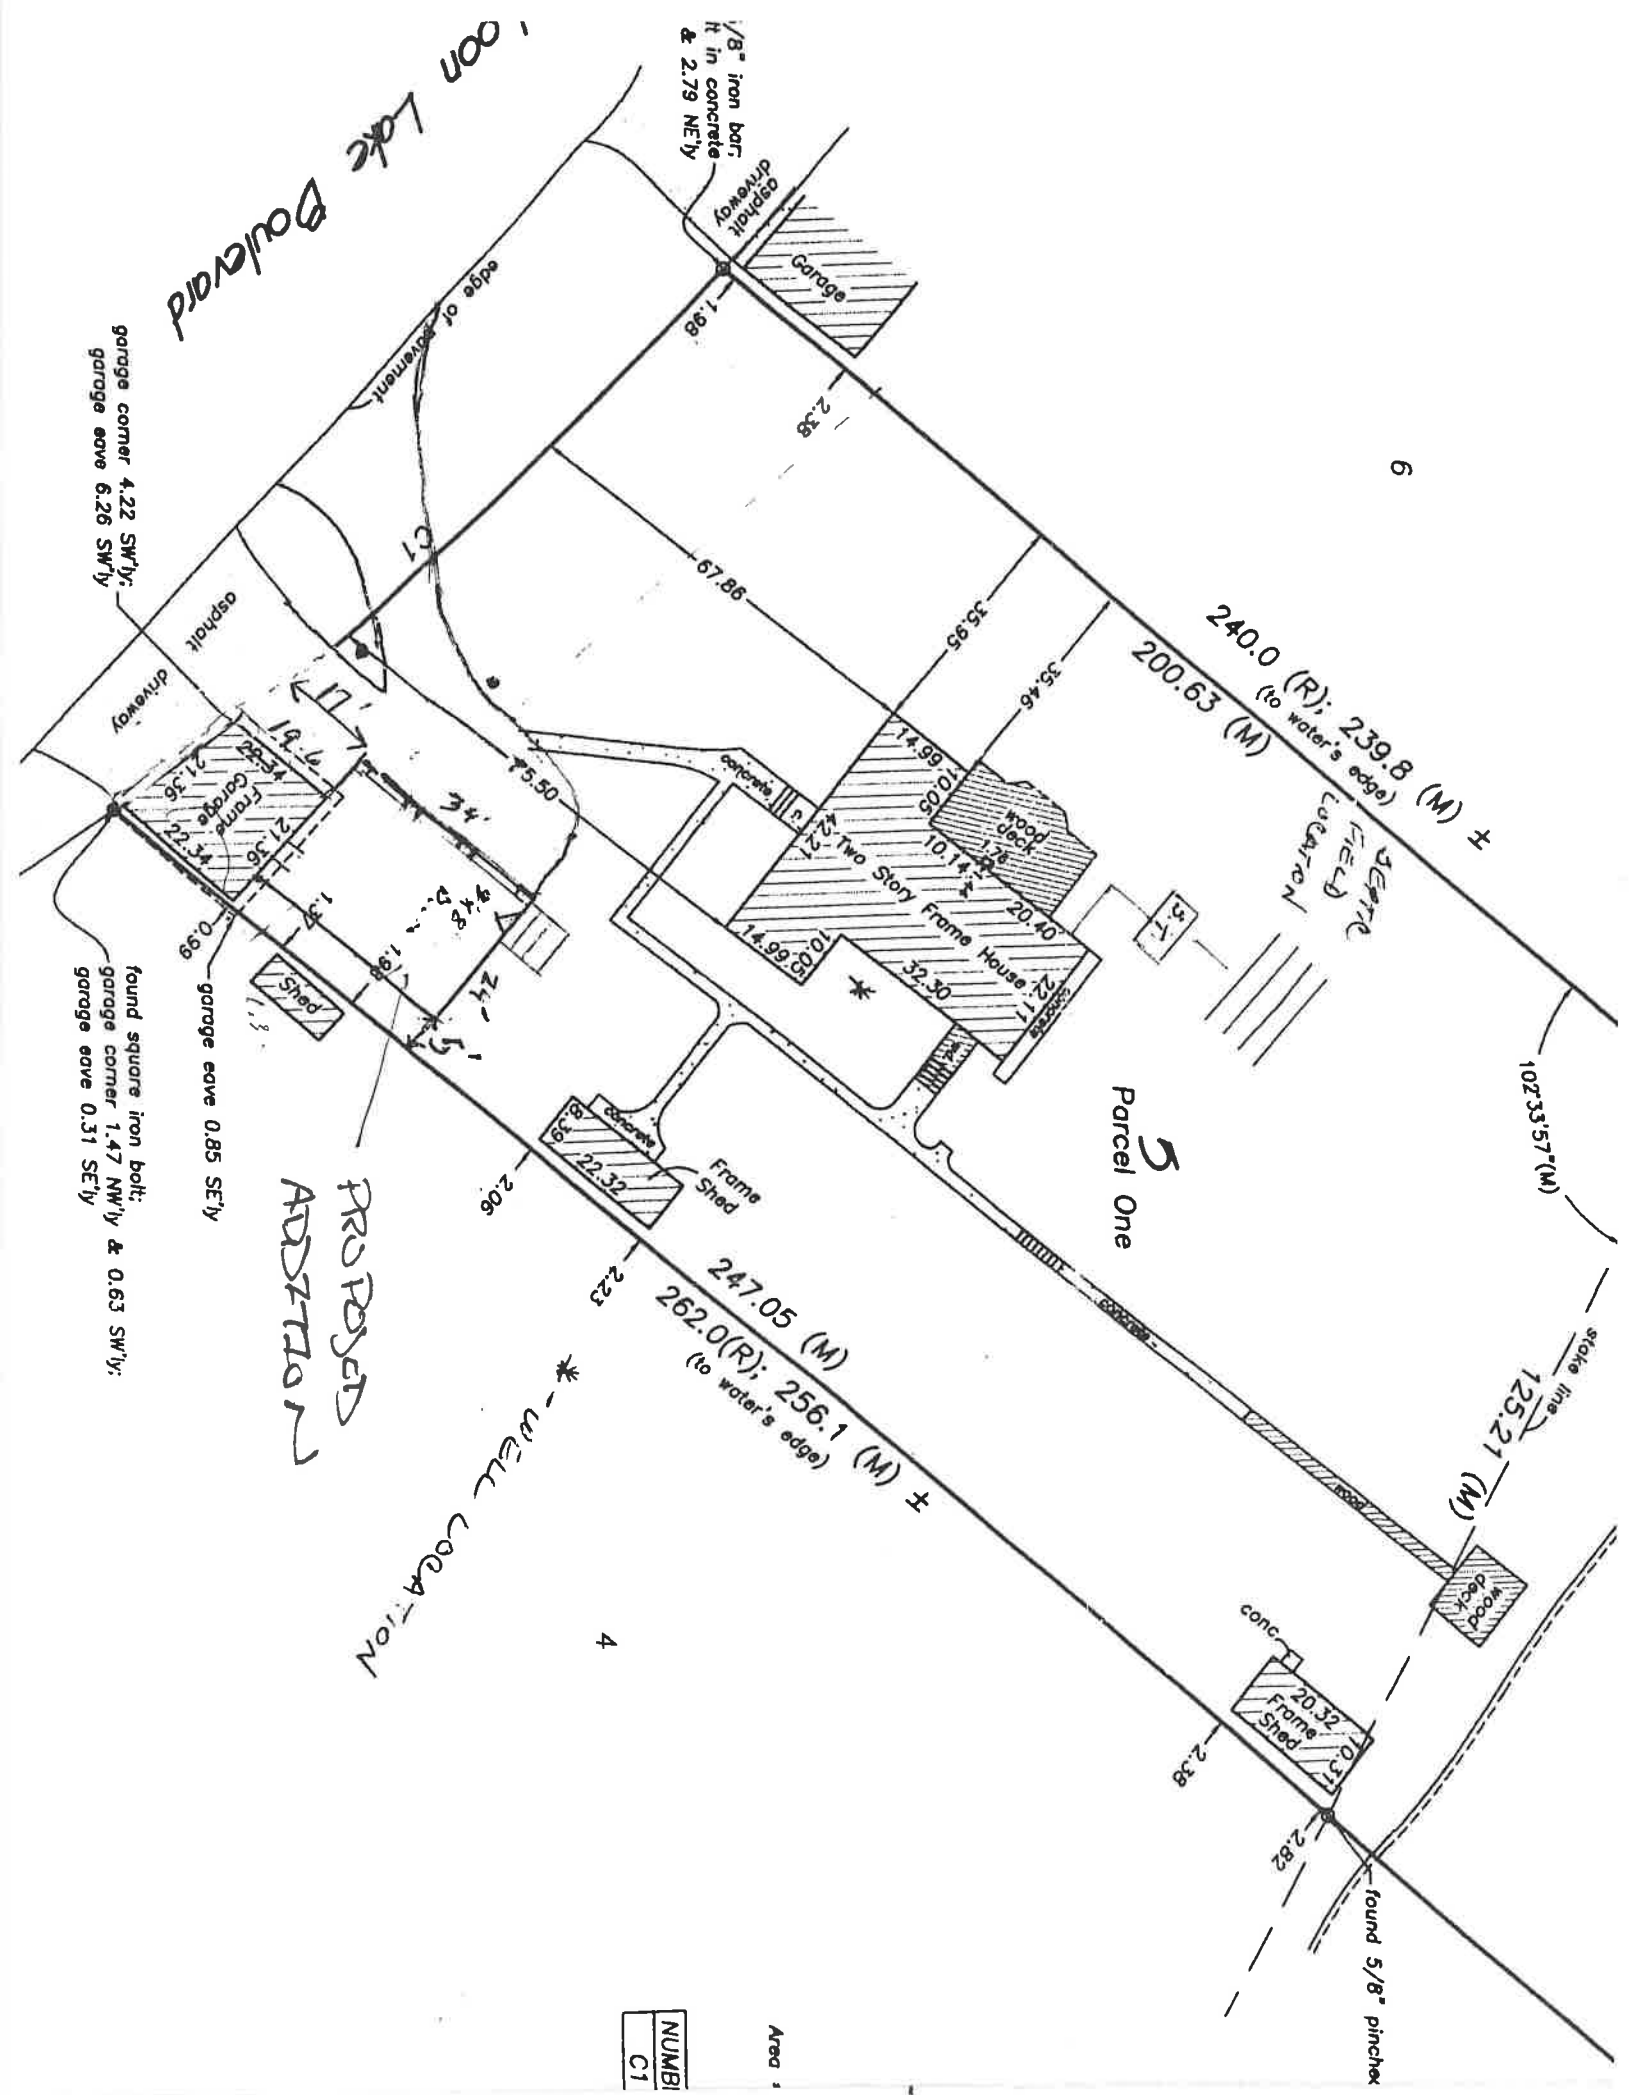 Lake Boulevard
/8" iron bar;
in concrete
& 2.79 NE'ly
asphalt
driveway
Garage
1.98
2.38
6
edge of pavement
C1
67.86
35.95
35.46
240.0 (R); 239.8 (M) ±
(to water's edge)
200.63 (M)
SEPTIC
FIELD
LOCATION
S.T.
102°33'57"(M)
stake line
125.21 (M)
5
Parcel One
14.99
10.05
wood
deck
1.78
10.14
20.40
22.11
concrete
42.21
Two Story Frame House
32.30
10.05
14.99
*
concrete
75.50
asphalt
driveway
17'
19.6
22.34
21.36
Frame
Garage
21.36
22.34
34'
24'
5'
1.37
1.98
0.99
Shed
garage corner 4.22 SW'ly;
garage eave 6.26 SW'ly
garage eave 0.85 SE'ly
found square iron bolt;
garage corner 1.47 NW'ly & 0.63 SW'ly;
garage eave 0.31 SE'ly
PROPOSED
ADDITION
concrete
8.39
22.32
Frame
Shed
2.06
2.23
247.05 (M)
262.0(R); 256.1 (M) ±
(to water's edge)
* - WELL LOCATION
4
concrete
wood
wood
deck
conc.
20.32
Frame
Shed
10.31
2.38
2.82
found 5/8" pinched
Area
NUMB
C1